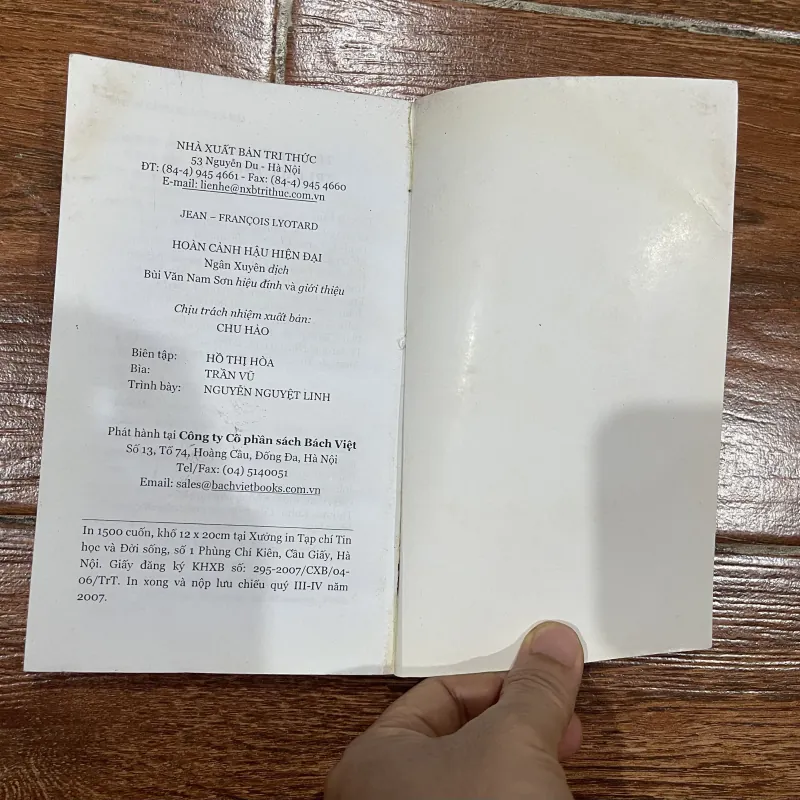 NHÀ XUẤT BẢN TRI THỨC
53 Nguyễn Du - Hà Nội
ĐT: (84-4) 945 4661 - Fax: (84-4) 945 4660
E-mail: lienhe@nxbtrithuc.com.vn
JEAN – FRANÇOIS LYOTARD
HOÀN CẢNH HẬU HIỆN ĐẠI
Ngân Xuyên dịch
Bùi Văn Nam Sơn hiệu đính và giới thiệu
Chịu trách nhiệm xuất bản:
CHU HẢO
Biên tập: HỒ THỊ HÒA
Bìa: TRẦN VŨ
Trình bày: NGUYỄN NGUYỆT LINH
Phát hành tại Công ty Cổ phần sách Bách Việt
Số 13, Tổ 74, Hoàng Cầu, Đống Đa, Hà Nội
Tel/Fax: (04) 5140051
Email: sales@bachvietbooks.com.vn
In 1500 cuốn, khổ 12 x 20cm tại Xưởng in Tạp chí Tin
học và Đời sống, số 1 Phùng Chí Kiên, Cầu Giấy, Hà
Nội. Giấy đăng ký KHXB số: 295-2007/CXB/04-
06/TrT. In xong và nộp lưu chiểu quý III-IV năm
2007.